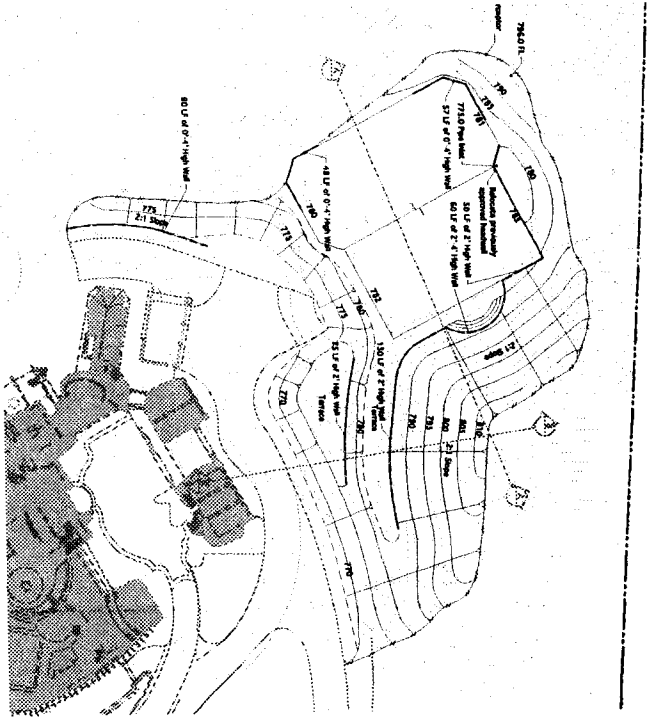 796.0 FL
790
785
781
773.0 Pipe Inlet
57 LF of 0'-4' High Wall
780
785
Relocate previously
approved headwall
50 LF of 2' High Wall
60 LF of 2'-4' High Wall
80 LF of 0'-4' High Wall
48 LF of 0'-4' High Wall
780
775
2:1 Slope
775
782
780
775
2:1 Slope
130 LF of 2' High Wall
Terrace
35 LF of 2' High Wall
Terrace
770
780
790
795
800
805
810
2:1 Slope
770